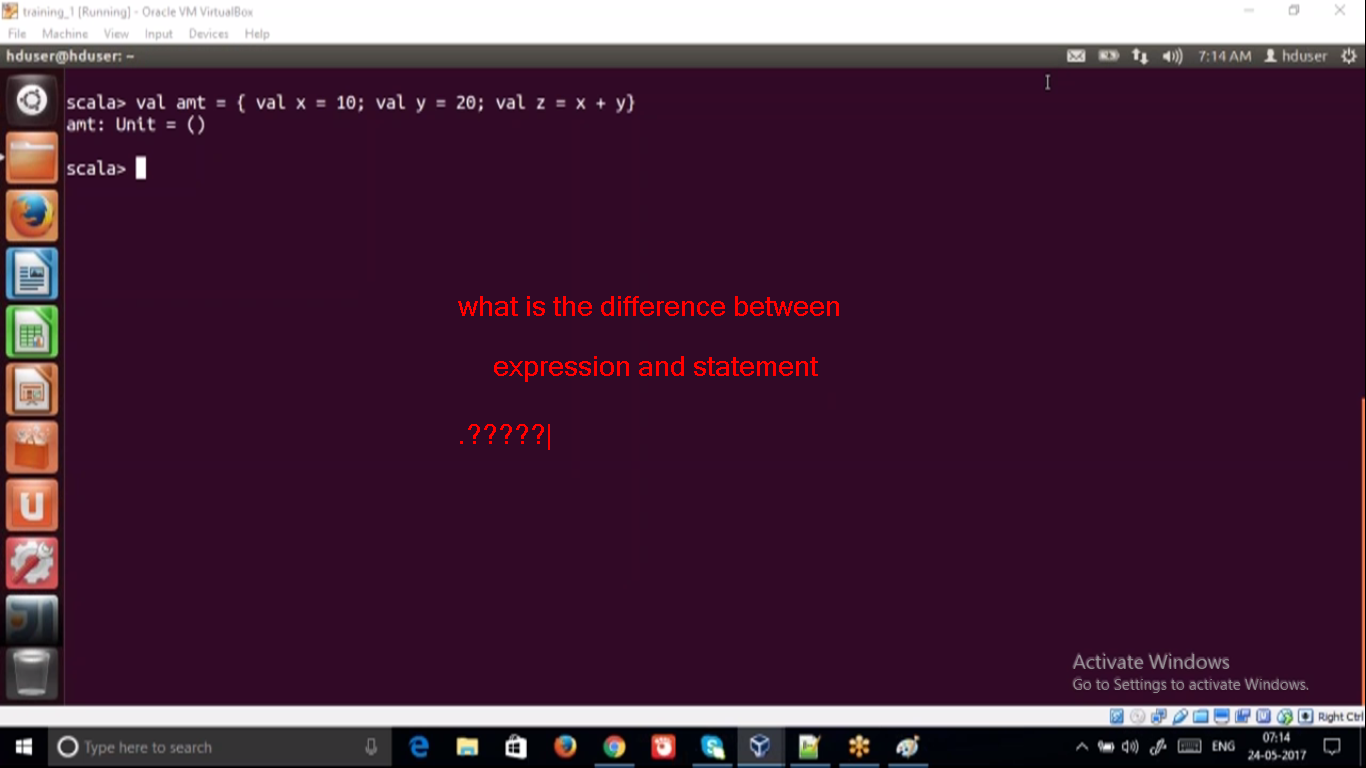 training_1 [Running] - Oracle VM VirtualBox
File Machine View Input Devices Help
hduser@hduser: ~ 7:14 AM hduser
scala> val amt = { val x = 10; val y = 20; val z = x + y}
amt: Unit = ()
scala>
what is the difference between
expression and statement
.?????
Activate Windows
Go to Settings to activate Windows.
Right Ctrl
Type here to search
ENG
07:14
24-05-2017